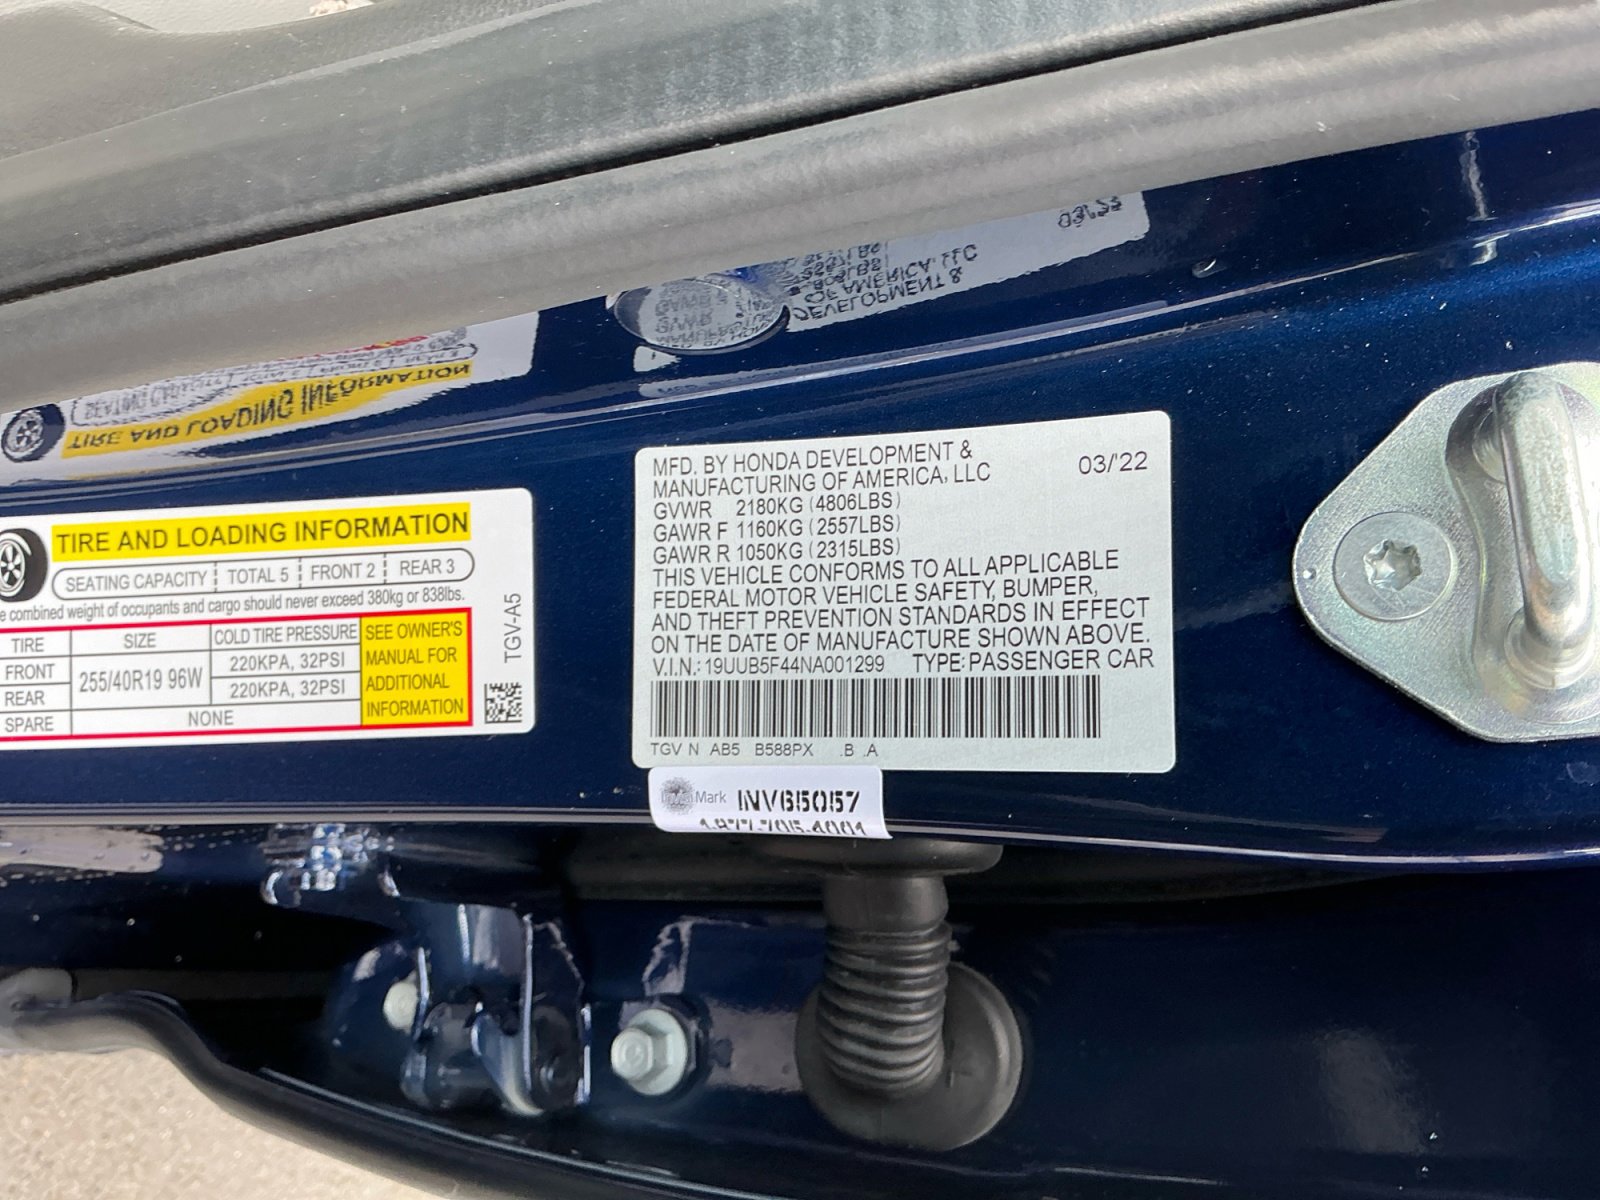 TIRE AND LOADING INFORMATION
SEATING CAPACITY TOTAL 5 FRONT 2 REAR 3
combined weight of occupants and cargo should never exceed 380kg or 838lbs.
TIRE SIZE COLD TIRE PRESSURE
FRONT 255/40R19 96W 220KPA, 32PSI
REAR 220KPA, 32PSI
SPARE NONE
SEE OWNER'S
MANUAL FOR
ADDITIONAL
INFORMATION
TGV-A5
MFD. BY HONDA DEVELOPMENT & 03/'22
MANUFACTURING OF AMERICA, LLC
GVWR 2180KG (4806LBS)
GAWR F 1160KG (2557LBS)
GAWR R 1050KG (2315LBS)
THIS VEHICLE CONFORMS TO ALL APPLICABLE
FEDERAL MOTOR VEHICLE SAFETY, BUMPER,
AND THEFT PREVENTION STANDARDS IN EFFECT
ON THE DATE OF MANUFACTURE SHOWN ABOVE.
V.I.N.: 19UUB5F44NA001299 TYPE: PASSENGER CAR
TGV N AB5 B588PX .B .A
Mark INV65057
1-877-705-4001